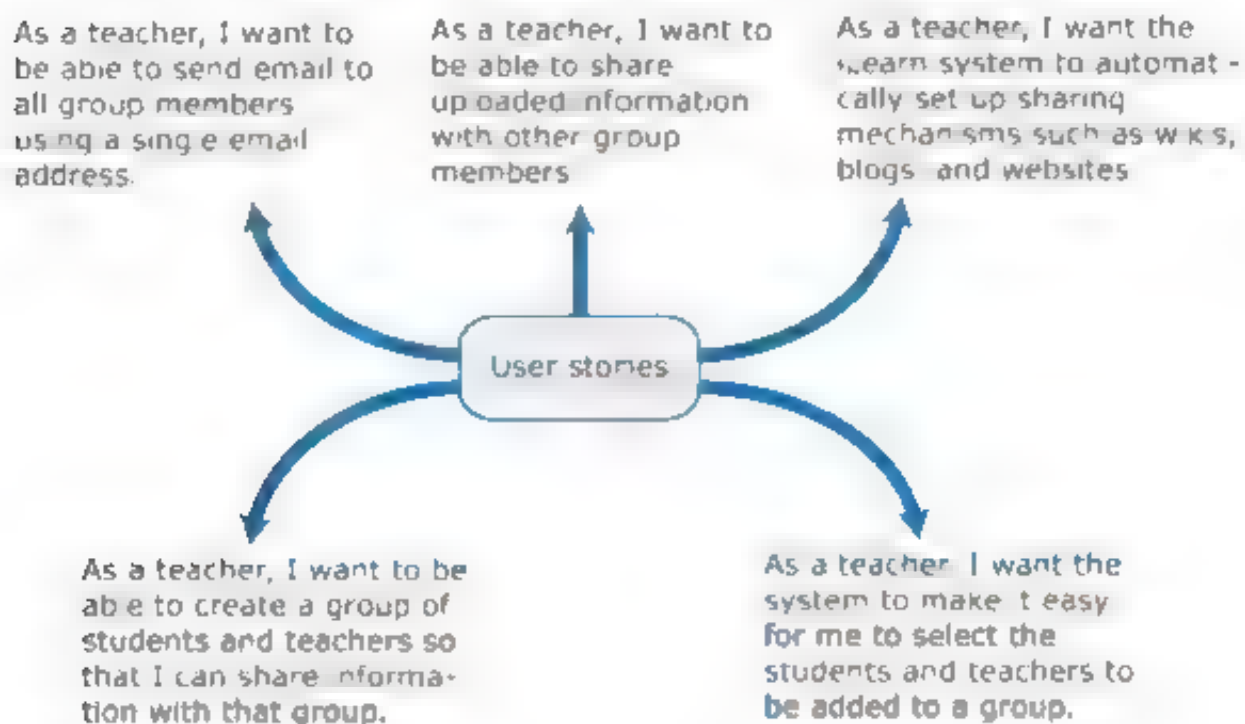 As a teacher, I want to
be able to send email to
all group members
using a single email
address.
As a teacher, I want to
be able to share
uploaded information
with other group
members
As a teacher, I want the
iLearn system to automati-
cally set up sharing
mechanisms such as wikis,
blogs and websites
User stories
As a teacher, I want to be
able to create a group of
students and teachers so
that I can share informa-
tion with that group.
As a teacher, I want the
system to make it easy
for me to select the
students and teachers to
be added to a group.